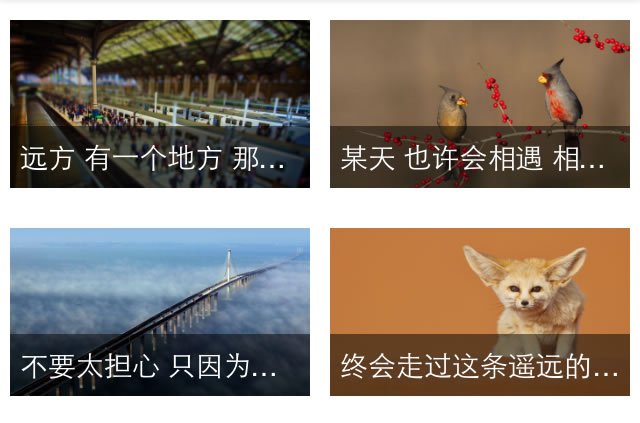 远方 有一个地方 那...
某天 也许会相遇 相...
不要太担心 只因为...
终会走过这条遥远的...